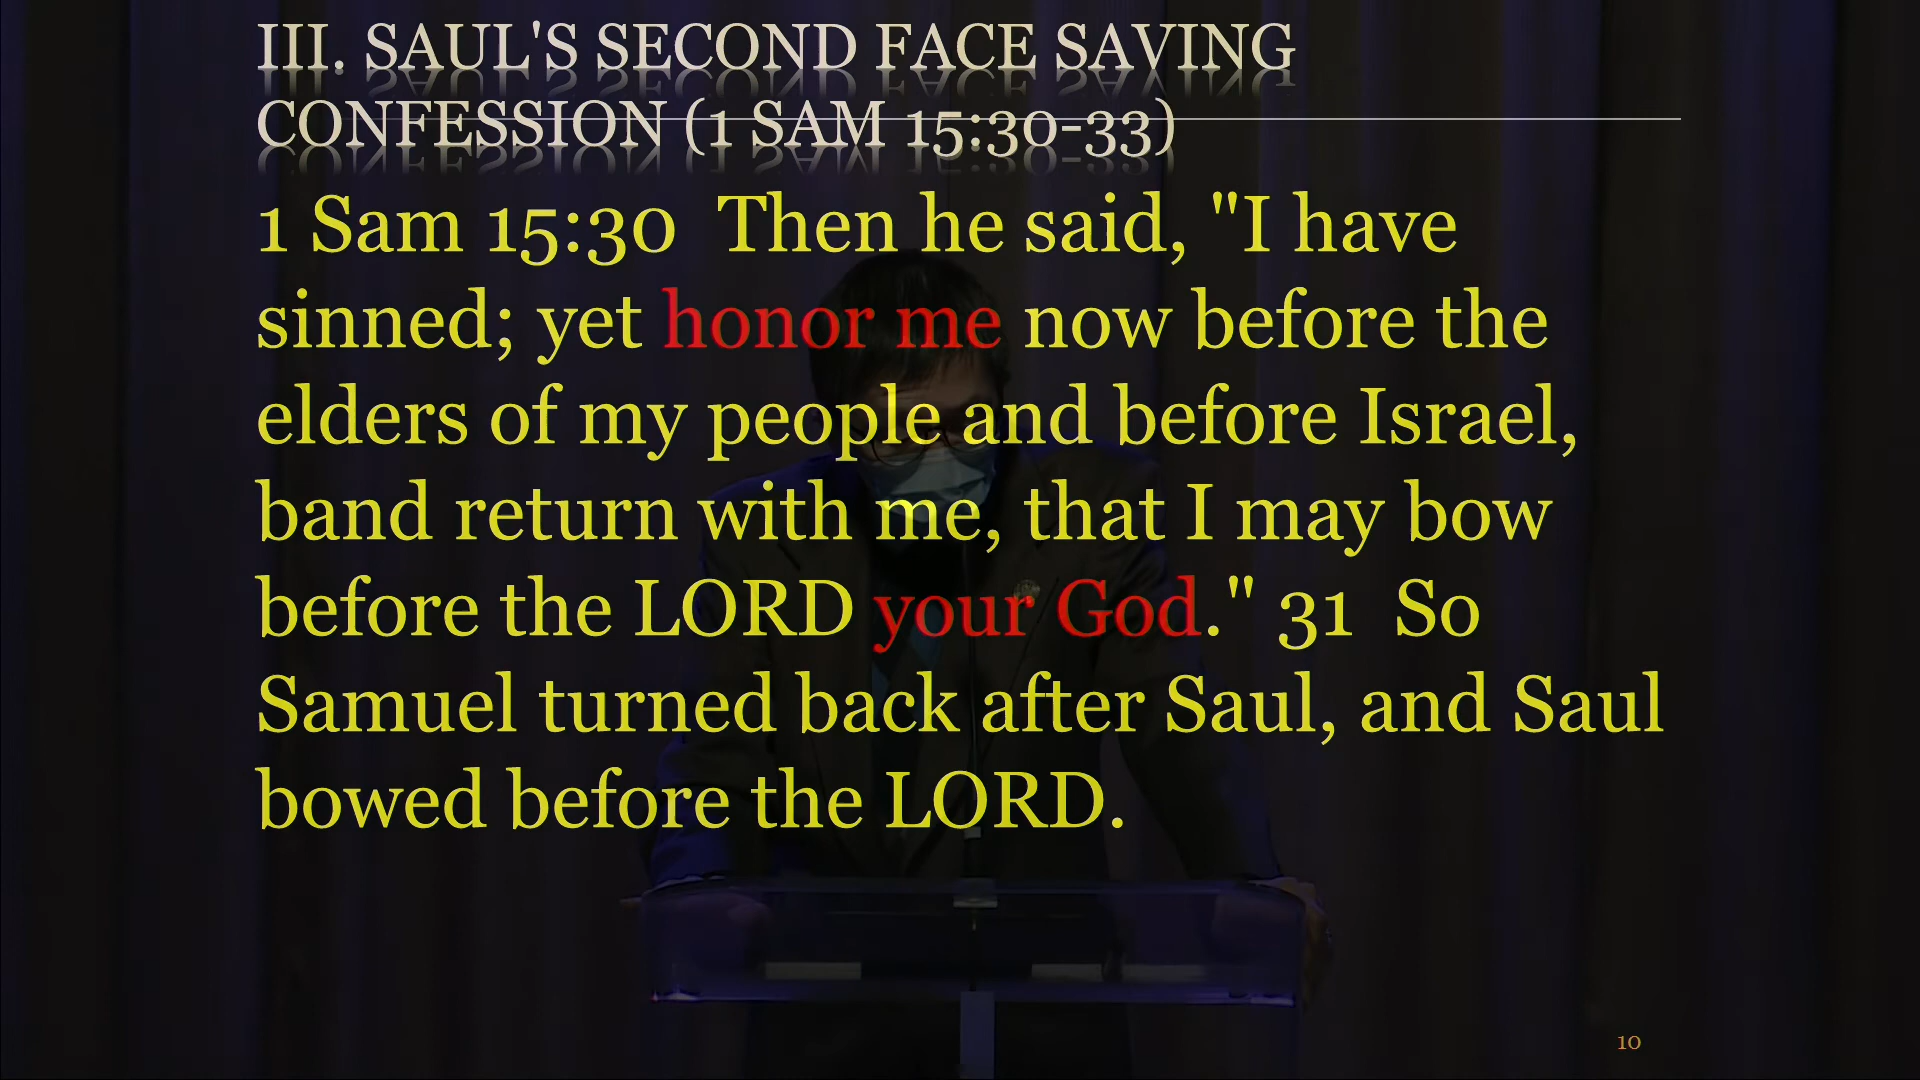 III. SAUL'S SECOND FACE SAVING
CONFESSION (1 SAM 15:30-33)
1 Sam 15:30  Then he said, "I have
sinned; yet honor me now before the
elders of my people and before Israel,
band return with me, that I may bow
before the LORD your God." 31  So
Samuel turned back after Saul, and Saul
bowed before the LORD.
10